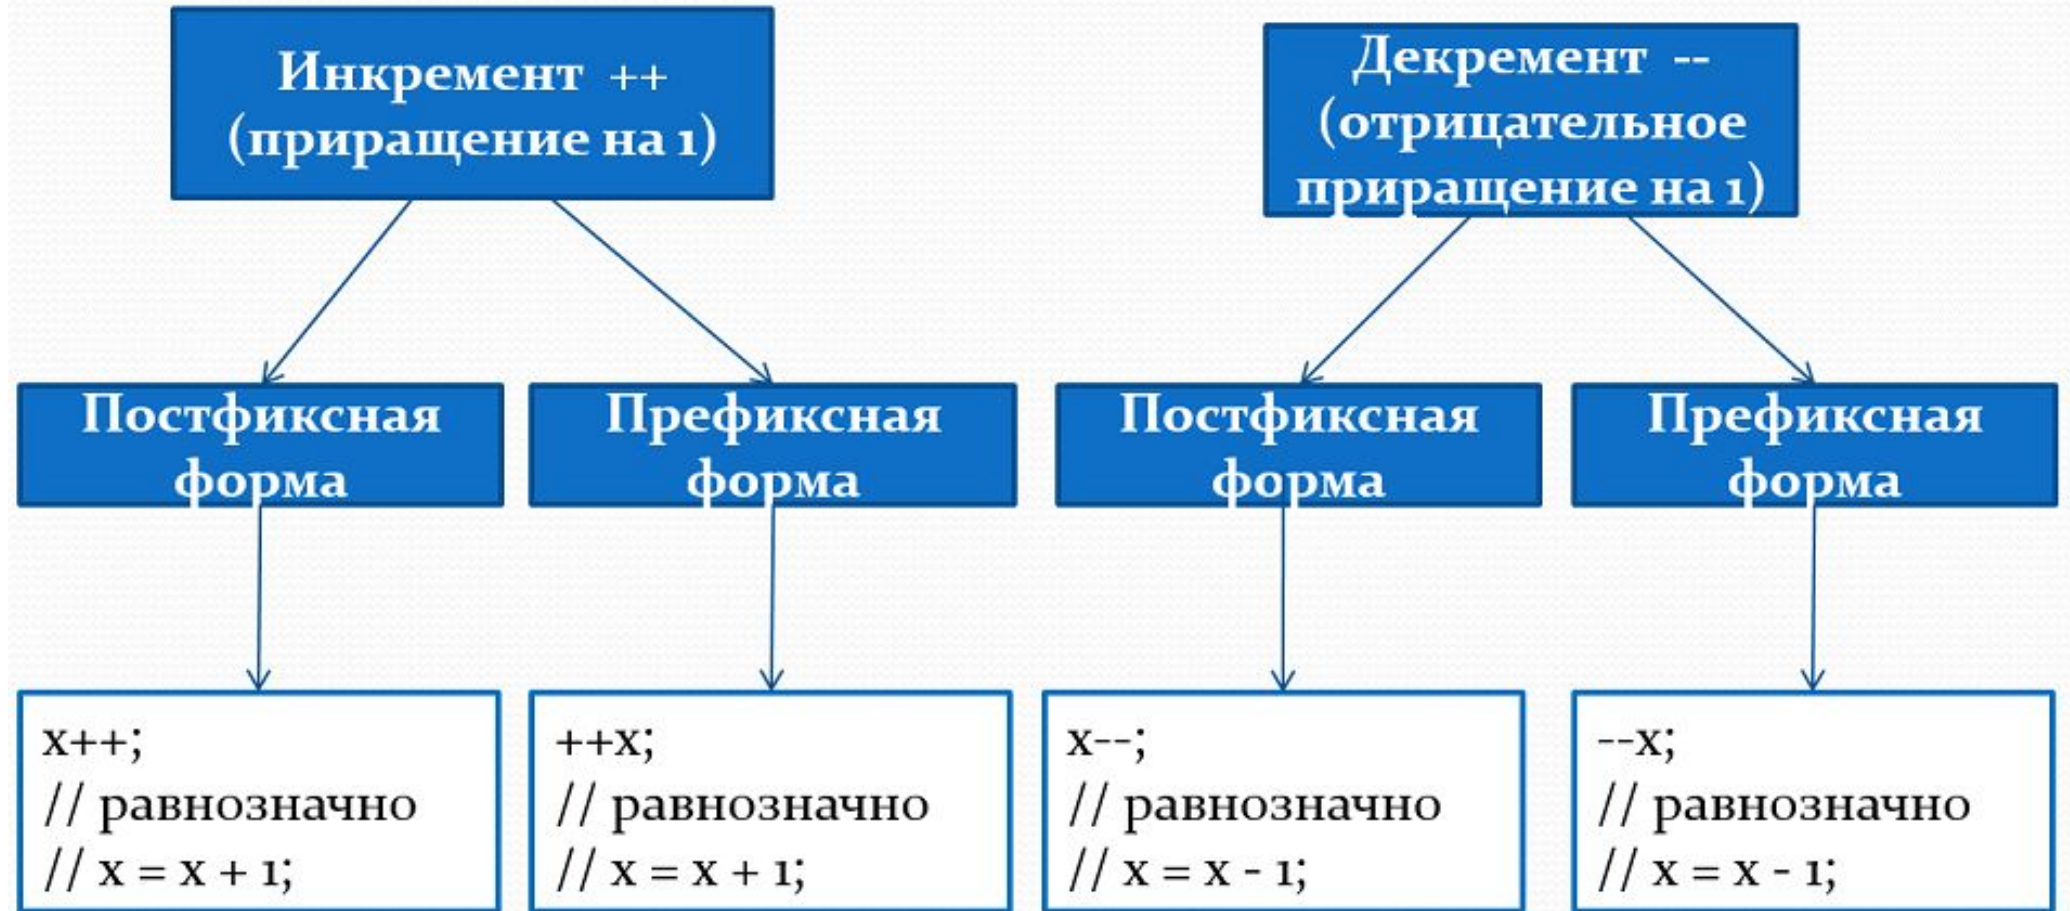 Инкремент ++
(приращение на 1)
Декремент --
(отрицательное
приращение на 1)
Постфиксная
форма
Префиксная
форма
Постфиксная
форма
Префиксная
форма
x++;
// равнозначно
// x = x + 1;
++x;
// равнозначно
// x = x + 1;
x--;
// равнозначно
// x = x - 1;
--x;
// равнозначно
// x = x - 1;